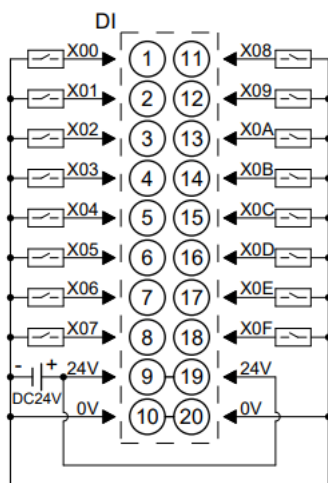 DI
X00 1 11 X08
X01 2 12 X09
X02 3 13 X0A
X03 4 14 X0B
X04 5 15 X0C
X05 6 16 X0D
X06 7 17 X0E
X07 8 18 X0F
- + 24V 9 19 24V
DC24V
0V 10 20 0V